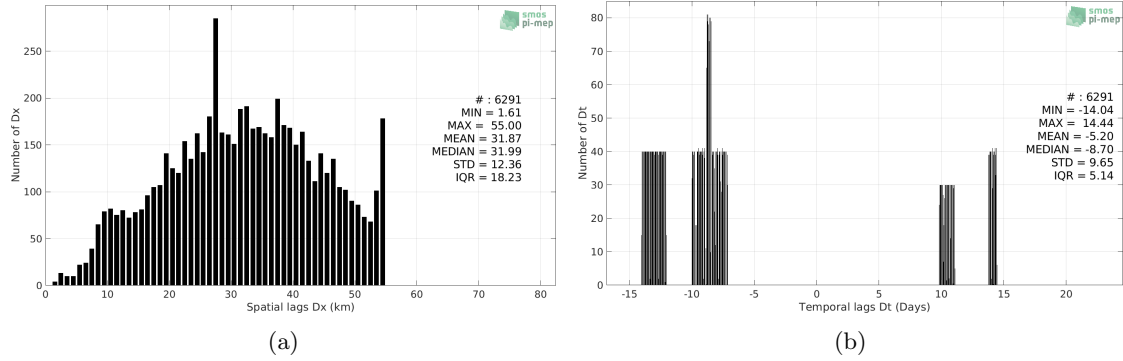 smos
pi-mep
250
200
150
100
50
0
Number of Dx
# : 6291
MIN = 1.61
MAX = 55.00
MEAN = 31.87
MEDIAN = 31.99
STD = 12.36
IQR = 18.23
0 10 20 30 40 50 60 70 80
Spatial lags Dx (km)
(a)
smos
pi-mep
80
70
60
50
40
30
20
10
0
Number of Dt
# : 6291
MIN = -14.04
MAX = 14.44
MEAN = -5.20
MEDIAN = -8.70
STD = 9.65
IQR = 5.14
-15 -10 -5 0 5 10 15 20
Temporal lags Dt (Days)
(b)